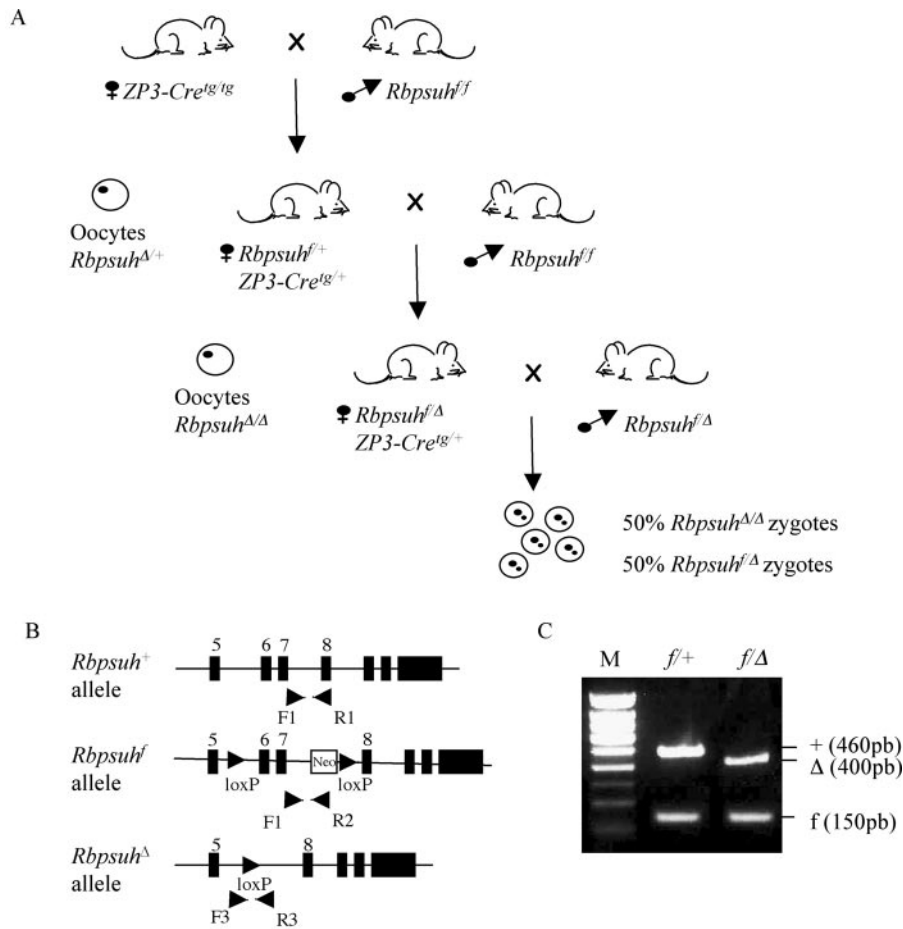 A
X
ZP3-Cre^tg/tg
Rbpsuh^f/f
X
Oocytes
Rbpsuh^Δ/+
Rbpsuh^f/+
ZP3-Cre^tg/+
Rbpsuh^f/f
X
Oocytes
Rbpsuh^Δ/Δ
Rbpsuh^f/Δ
ZP3-Cre^tg/+
Rbpsuh^f/Δ
50% Rbpsuh^Δ/Δ zygotes
50% Rbpsuh^f/Δ zygotes
B
5 6 7 8
Rbpsuh^+
allele
F1 R1
5 6 7 8
Rbpsuh^f
allele
Neo
loxP loxP
F1 R2
5 8
Rbpsuh^Δ
allele
loxP
F3 R3
C
M f/+ f/Δ
+ (460pb)
Δ (400pb)
f (150pb)